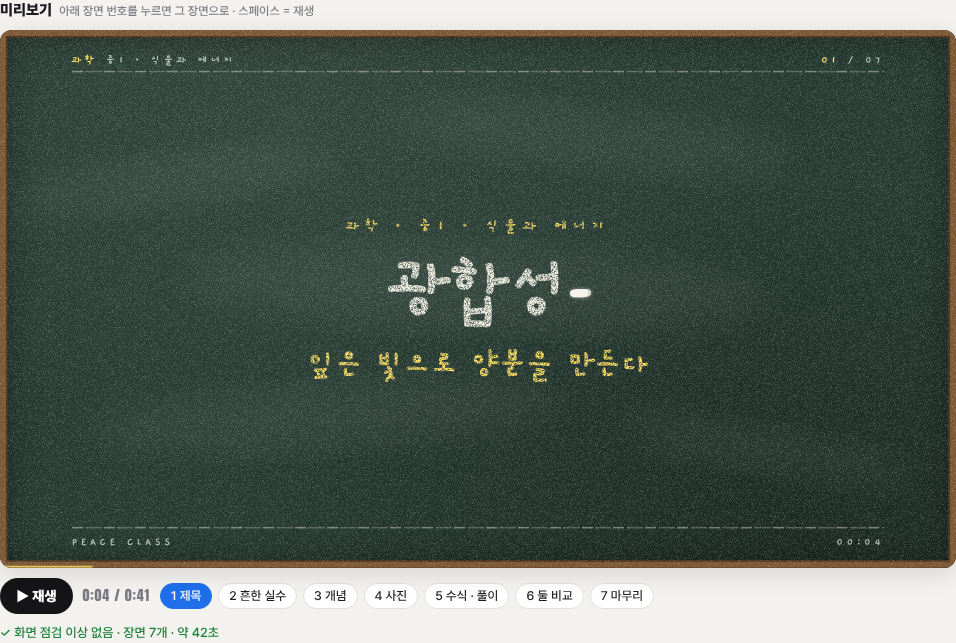 미리보기 아래 장면 번호를 누르면 그 장면으로 · 스페이스 = 재생
과학 중1 · 식물과 에너지
01 / 07
과학 · 중1 · 식물과 에너지
광합성
잎은 빛으로 양분을 만든다
PEACE CLASS
00:04
▶ 재생 0:04 / 0:41 1 제목 2 흔한 실수 3 개념 4 사진 5 수식 · 풀이 6 둘 비교 7 마무리
✓ 화면 점검 이상 없음 · 장면 7개 · 약 42초